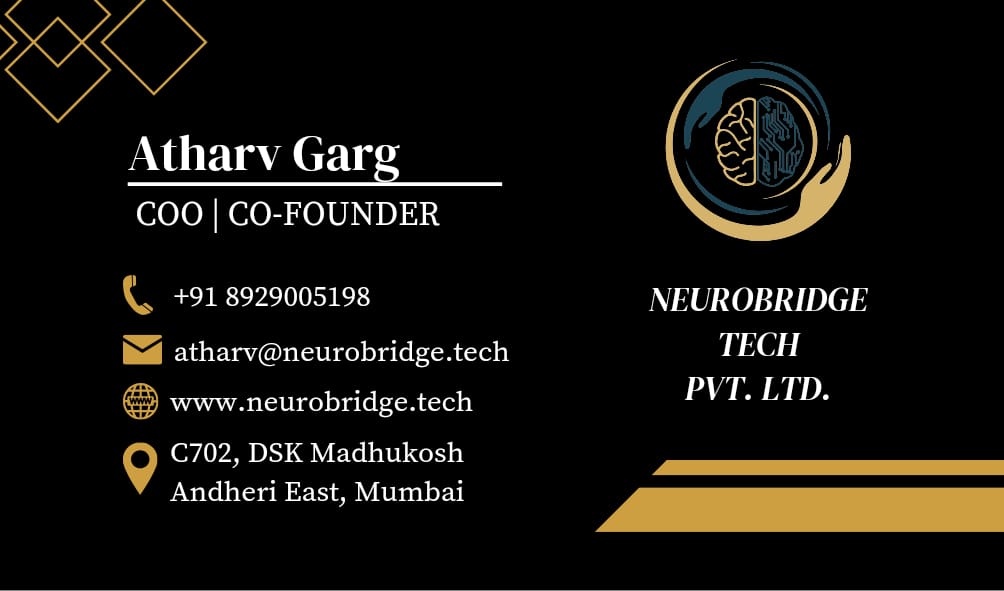 Atharv Garg
COO | CO-FOUNDER
+91 8929005198
atharv@neurobridge.tech
www.neurobridge.tech
C702, DSK Madhukosh
Andheri East, Mumbai
NEUROBRIDGE
TECH
PVT. LTD.